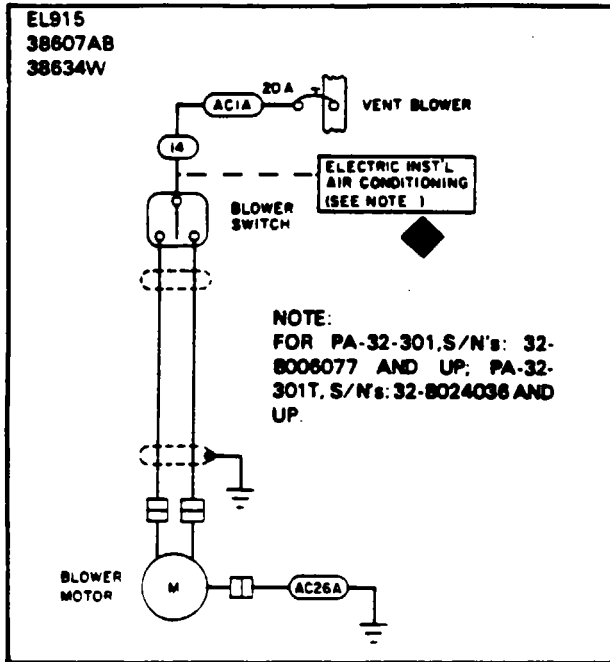 EL915
38607AB
38634W
20 A
AC1A
VENT BLOWER
14
ELECTRIC INST'L
AIR CONDITIONING
(SEE NOTE )
BLOWER
SWITCH
NOTE:
FOR PA-32-301,S/N's: 32-
8006077 AND UP; PA-32-
301T, S/N's: 32-8024036 AND
UP.
BLOWER
MOTOR
M
AC26A